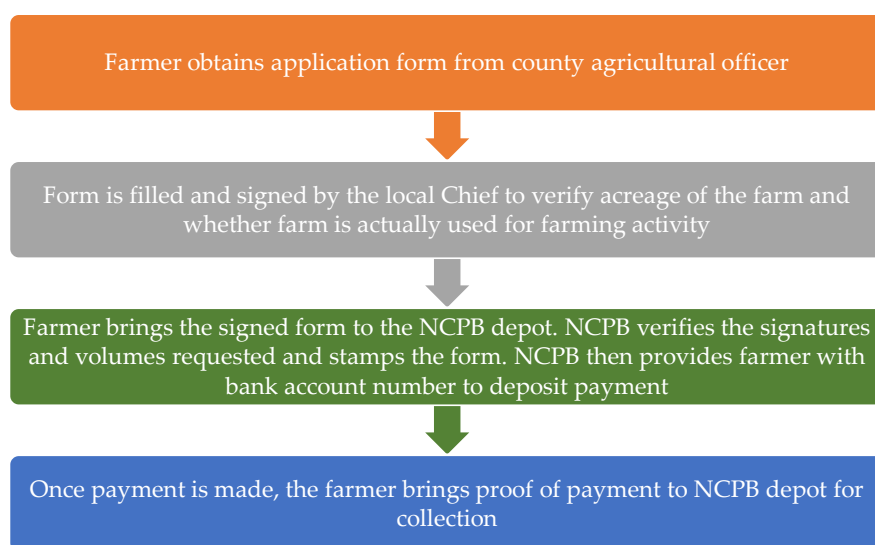 Farmer obtains application form from county agricultural officer
Form is filled and signed by the local Chief to verify acreage of the farm and
whether farm is actually used for farming activity
Farmer brings the signed form to the NCPB depot. NCPB verifies the signatures
and volumes requested and stamps the form. NCPB then provides farmer with
bank account number to deposit payment
Once payment is made, the farmer brings proof of payment to NCPB depot for
collection